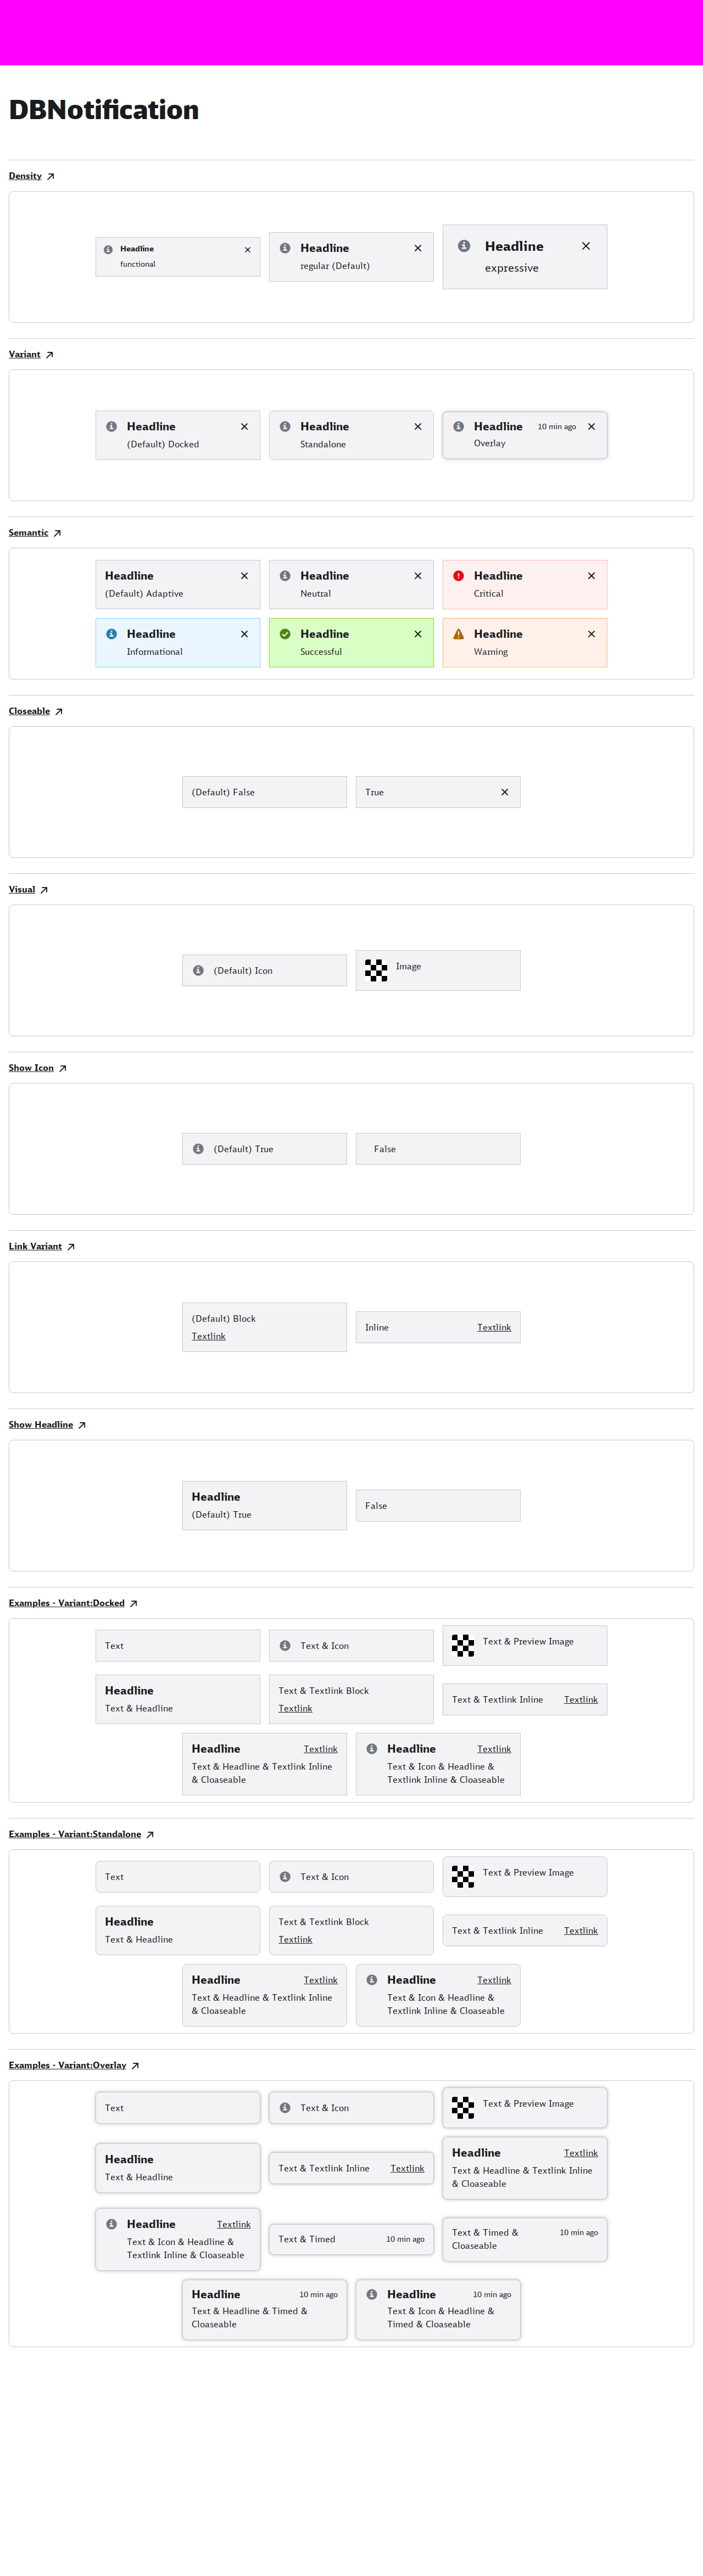 DBNotification
Density
Headline
functional
Headline
regular (Default)
Headline
expressive
Variant
Headline
(Default) Docked
Headline
Standalone
Headline 10 min ago
Overlay
Semantic
Headline
(Default) Adaptive
Headline
Neutral
Headline
Critical
Headline
Informational
Headline
Successful
Headline
Warning
Closeable
(Default) False
True
Visual
(Default) Icon
Image
Show Icon
(Default) True
False
Link Variant
(Default) Block
Textlink
Inline Textlink
Show Headline
Headline
(Default) True
False
Examples - Variant:Docked
Text
Text & Icon
Text & Preview Image
Headline
Text & Headline
Text & Textlink Block
Textlink
Text & Textlink Inline Textlink
Headline Textlink
Text & Headline & Textlink Inline
& Cloaseable
Headline Textlink
Text & Icon & Headline &
Textlink Inline & Cloaseable
Examples - Variant:Standalone
Text
Text & Icon
Text & Preview Image
Headline
Text & Headline
Text & Textlink Block
Textlink
Text & Textlink Inline Textlink
Headline Textlink
Text & Headline & Textlink Inline
& Cloaseable
Headline Textlink
Text & Icon & Headline &
Textlink Inline & Cloaseable
Examples - Variant:Overlay
Text
Text & Icon
Text & Preview Image
Headline
Text & Headline
Text & Textlink Inline Textlink
Headline Textlink
Text & Headline & Textlink Inline
& Cloaseable
Headline Textlink
Text & Icon & Headline &
Textlink Inline & Cloaseable
Text & Timed 10 min ago
Text & Timed & 10 min ago
Cloaseable
Headline 10 min ago
Text & Headline & Timed &
Cloaseable
Headline 10 min ago
Text & Icon & Headline &
Timed & Cloaseable